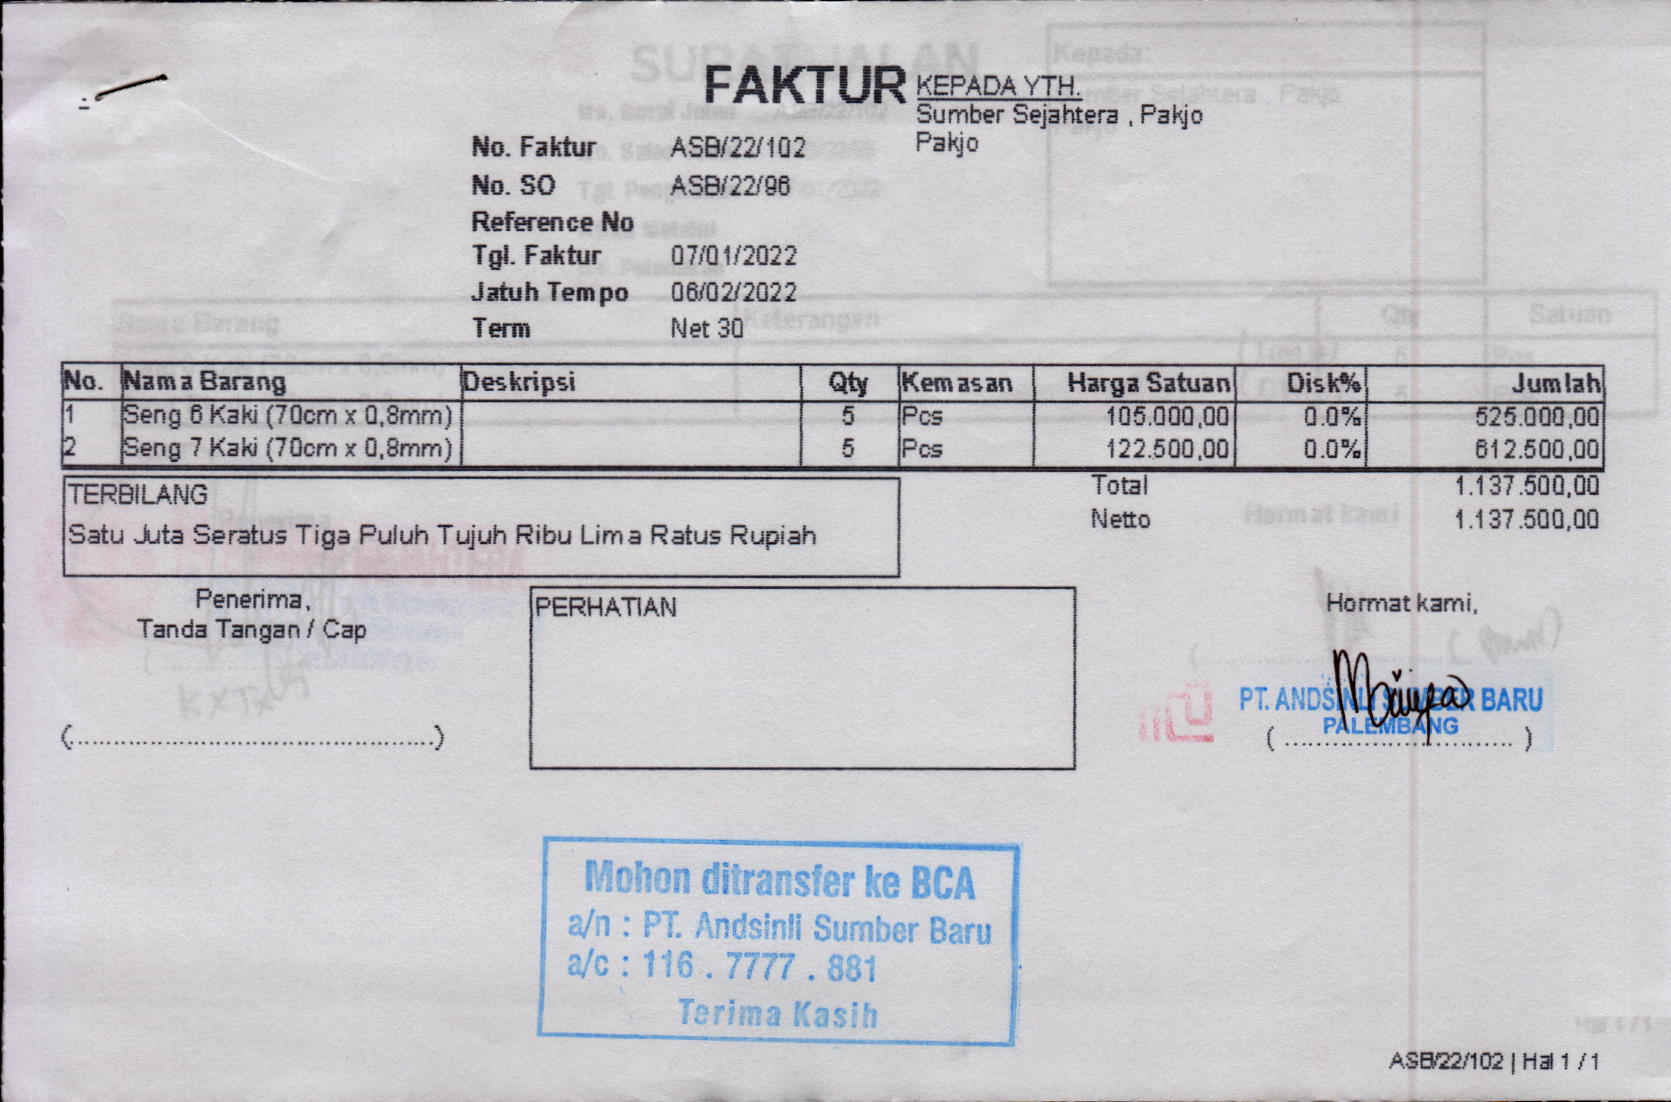 FAKTUR
KEPADA YTH.
Sumber Sejahtera , Pakjo
Pakjo
No. Faktur ASB/22/102
No. SO ASB/22/96
Reference No
Tgl. Faktur 07/01/2022
Jatuh Tempo 06/02/2022
Term Net 30
No. Nama Barang Deskripsi Qty Kemasan Harga Satuan Disk% Jumlah
1 Seng 6 Kaki (70cm x 0,8mm) 5 Pcs 105.000,00 0.0% 525.000,00
2 Seng 7 Kaki (70cm x 0,8mm) 5 Pcs 122.500,00 0.0% 612.500,00
Total 1.137.500,00
Netto 1.137.500,00
TERBILANG
Satu Juta Seratus Tiga Puluh Tujuh Ribu Lima Ratus Rupiah
Penerima,
Tanda Tangan / Cap
(................................................)
PERHATIAN
Hormat kami,
PT. ANDSINLI SUMBER BARU
PALEMBANG
( .............................. )
Mohon ditransfer ke BCA
a/n : PT. Andsinli Sumber Baru
a/c : 116 . 7777 . 881
Terima Kasih
ASB/22/102 | Hal 1 / 1